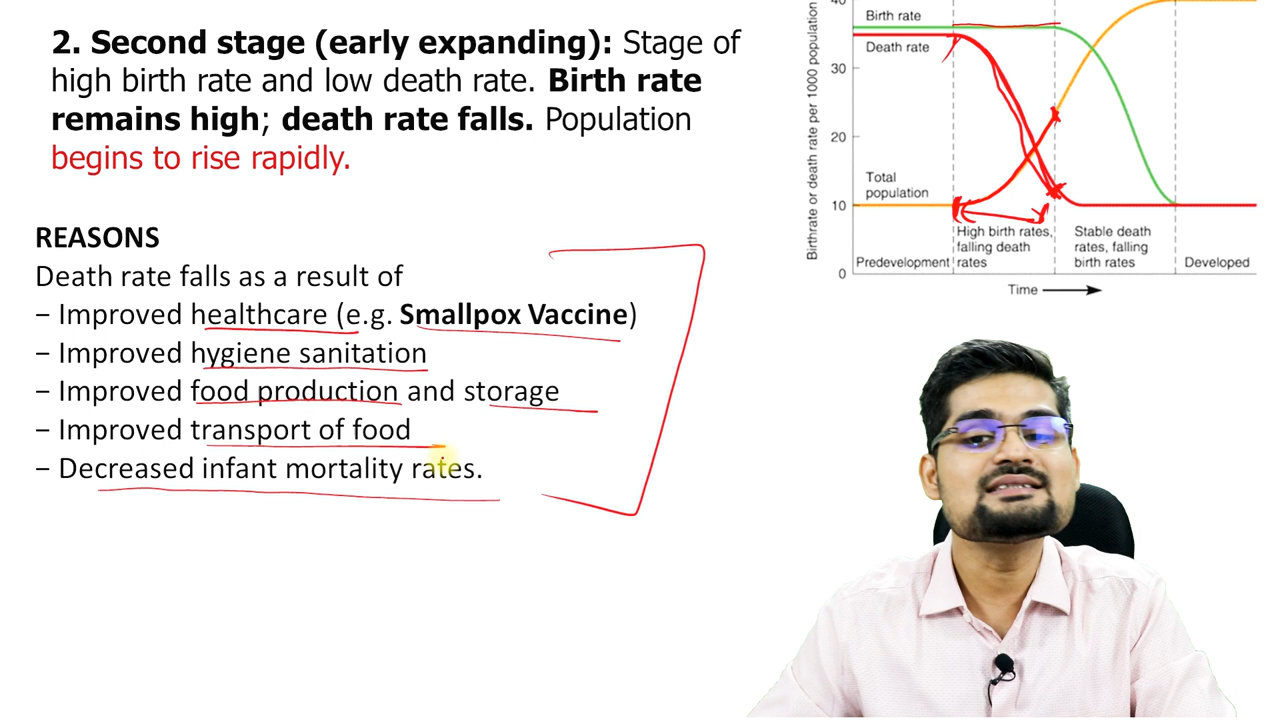 2. Second stage (early expanding): Stage of
high birth rate and low death rate. Birth rate
remains high; death rate falls. Population
begins to rise rapidly.
REASONS
Death rate falls as a result of
− Improved healthcare (e.g. Smallpox Vaccine)
− Improved hygiene sanitation
− Improved food production and storage
− Improved transport of food
− Decreased infant mortality rates.
Birthrate or death rate per 1000 population
40
30
20
10
0
Birth rate
Death rate
Total
population
High birth rates,
falling death
rates
Stable death
rates, falling
birth rates
Predevelopment
Developed
Time